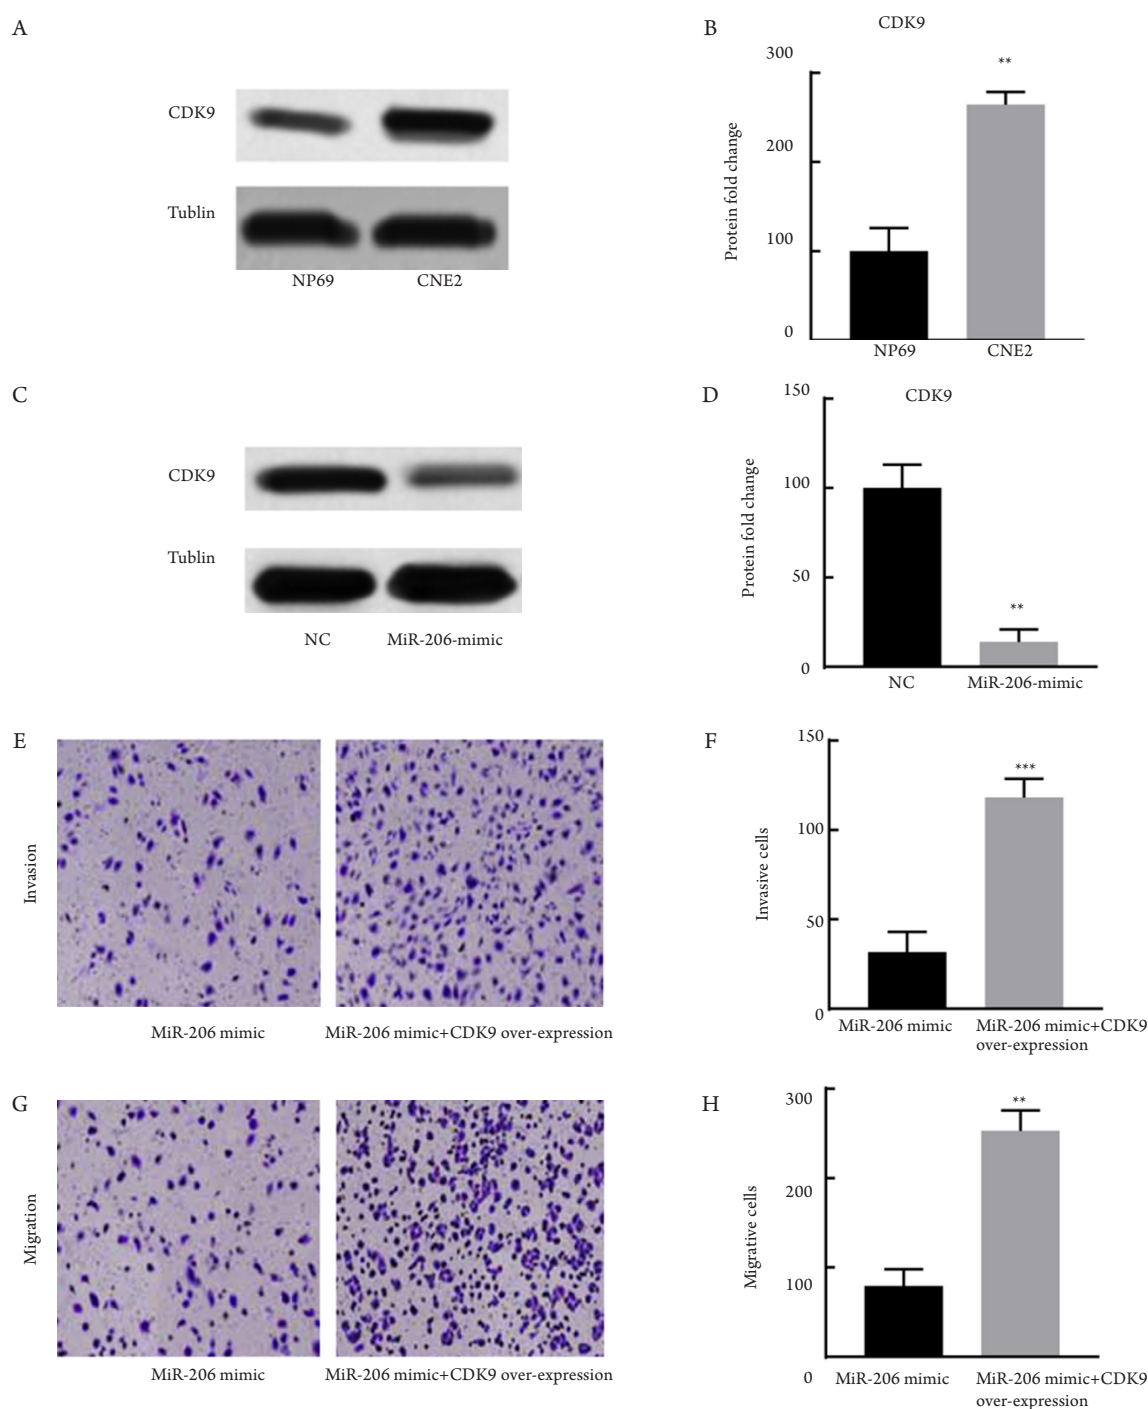 A
CDK9
Tublin
NP69 CNE2
B
CDK9
**
Protein fold change
300
200
100
0
NP69 CNE2
C
CDK9
Tublin
NC MiR-206-mimic
D
CDK9
**
Protein fold change
150
100
50
0
NC MiR-206-mimic
E
Invasion
MiR-206 mimic MiR-206 mimic+CDK9 over-expression
F
***
Invasive cells
150
100
50
0
MiR-206 mimic MiR-206 mimic+CDK9
over-expression
G
Migration
MiR-206 mimic MiR-206 mimic+CDK9 over-expression
H
**
Migrative cells
300
200
100
0
MiR-206 mimic MiR-206 mimic+CDK9
over-expression